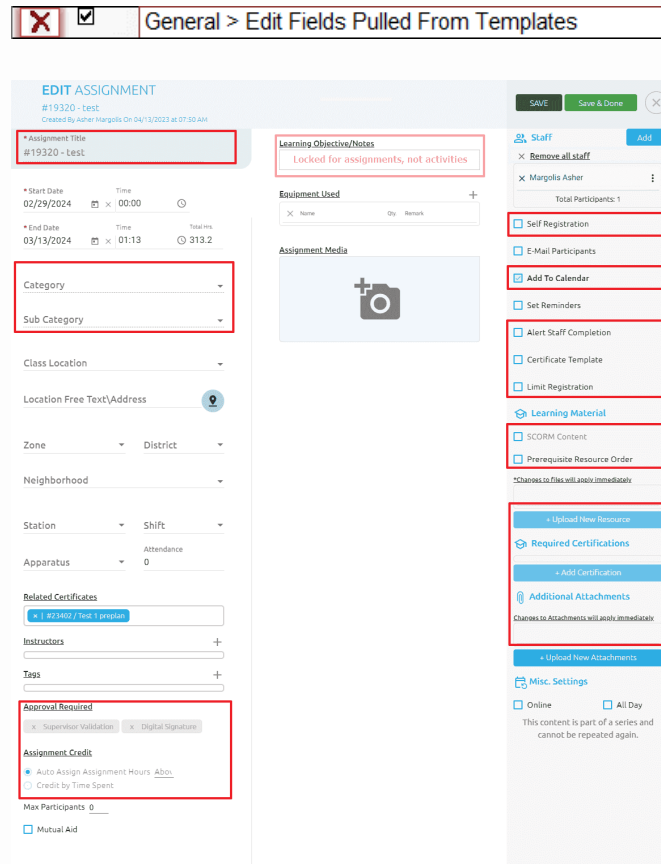 General > Edit Fields Pulled From Templates
EDIT ASSIGNMENT
#19320 - test
Created By Asher Margolis On 04/13/2023 at 07:50 AM
* Assignment Title
#19320 - test
* Start Date Time
02/29/2024 × 00:00
* End Date Time Total Hrs
03/13/2024 × 01:13 313.2
Category
Sub Category
Class Location
Location Free Text\Address
Zone District
Neighborhood
Station Shift
Apparatus Attendance
0
Related Certificates
× | #23402 / Test 1 preplan
Instructors +
Tags +
Approval Required
x Supervisor Validation x Digital Signature
Assignment Credit
Auto Assign Assignment Hours Abov
Credit by Time Spent
Max Participants 0
Mutual Aid
Learning Objective/Notes
Locked for assignments, not activities
Equipment Used +
× Name Qty Remark
Assignment Media
SAVE Save & Done ×
Staff Add
× Remove all staff
× Margolis Asher
Total Participants: 1
Self Registration
E-Mail Participants
Add To Calendar
Set Reminders
Alert Staff Completion
Certificate Template
Limit Registration
Learning Material
SCORM Content
Prerequisite Resource Order
*Changes to files will apply immediately
+ Upload New Resource
Required Certifications
+ Add Certification
Additional Attachments
Changes to Attachments will apply immediately
+ Upload New Attachments
Misc. Settings
Online All Day
This content is part of a series and
cannot be repeated again.